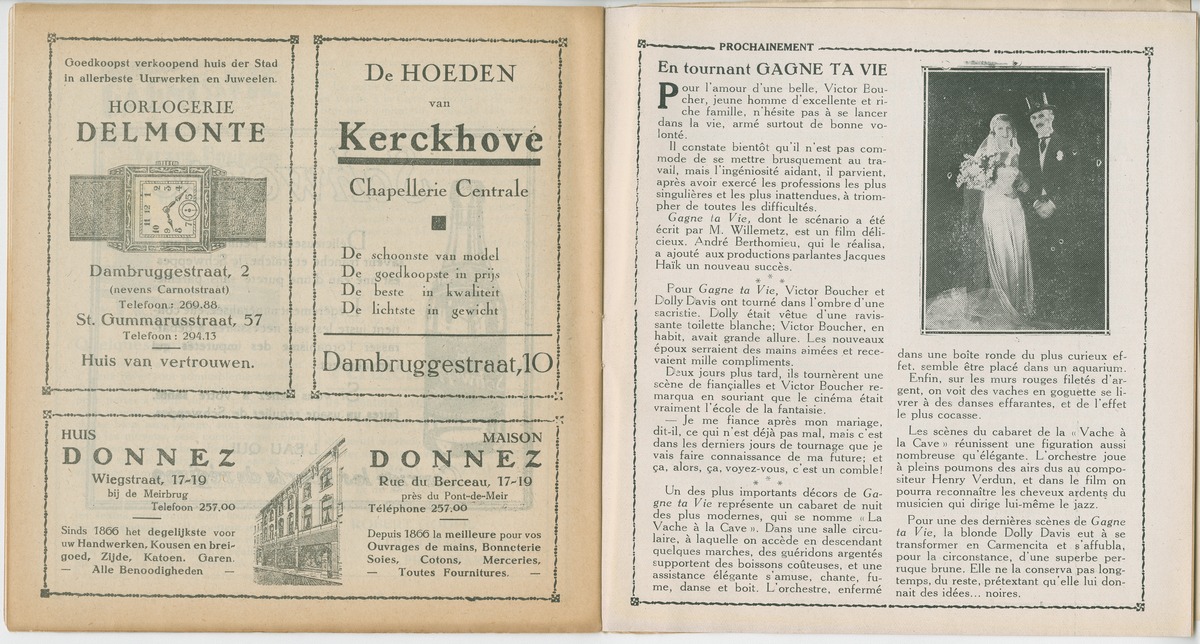 Goedkoopst verkoopend huis der Stad
in allerbeste Uurwerken en Juweelen.
HORLOGERIE
DELMONTE
Dambruggestraat, 2
(nevens Carnotstraat)
Telefoon: 269.88
St. Gummarusstraat, 57
Telefoon: 294.13
Huis van vertrouwen.
De HOEDEN
van
Kerckhove
Chapellerie Centrale
De schoonste van model
De goedkoopste in prijs
De beste in kwaliteit
De lichtste in gewicht
Dambruggestraat,10
HUIS
DONNEZ
Wiegstraat, 17-19
bij de Meirbrug
Telefoon 257,00
Sinds 1866 het degelijkste voor
uw Handwerken, Kousen en brei-
goed, Zijde, Katoen. Garen.
— Alle Benoodigheden —
MAISON
DONNEZ
Rue du Berceau, 17-19
près du Pont-de-Meir
Téléphone 257,00
Depuis 1866 la meilleure pour vos
Ouvrages de mains, Bonneterie
Soies, Cotons, Merceries,
— Toutes Fournitures. —
PROCHAINEMENT
En tournant GAGNE TA VIE
Pour l'amour d'une belle, Victor Bou-
cher, jeune homme d'excellente et ri-
che famille, n'hésite pas à se lancer
dans la vie, armé surtout de bonne vo-
lonté.
Il constate bientôt qu'il n'est pas com-
mode de se mettre brusquement au tra-
vail, mais l'ingéniosité aidant, il parvient,
après avoir exercé les professions les plus
singulières et les plus inattendues, à triom-
pher de toutes les difficultés.
Gagne ta Vie, dont le scénario a été
écrit par M. Willemetz, est un film déli-
cieux. André Berthomieu, qui le réalisa,
a ajouté aux productions parlantes Jacques
Haïk un nouveau succès.
* * *
Pour Gagne ta Vie, Victor Boucher et
Dolly Davis ont tourné dans l'ombre d'une
sacristie. Dolly était vêtue d'une ravis-
sante toilette blanche; Victor Boucher, en
habit, avait grande allure. Les nouveaux
époux serraient des mains aimées et rece-
vaient mille compliments.
Deux jours plus tard, ils tournèrent une
scène de fiançialles et Victor Boucher re-
marqua en souriant que le cinéma était
vraiment l'école de la fantaisie.
— Je me fiance après mon mariage,
dit-il, ce qui n'est déjà pas mal, mais c'est
dans les derniers jours de tournage que je
vais faire connaissance de ma future; et
ça, alors, ça, voyez-vous, c'est un comble!
* * *
Un des plus importants décors de Ga-
gne ta Vie représente un cabaret de nuit
des plus modernes, qui se nomme « La
Vache à la Cave ». Dans une salle circu-
laire, à laquelle on accède en descendant
quelques marches, des guéridons argentés
supportent des boissons coûteuses, et une
assistance élégante s'amuse, chante, fu-
me, danse et boit. L'orchestre, enfermé
dans une boîte ronde du plus curieux ef-
fet, semble être placé dans un aquarium.
Enfin, sur les murs rouges filetés d'ar-
gent, on voit des vaches en goguette se li-
vrer à des danses effarantes, et de l'effet
le plus cocasse.
Les scènes du cabaret de la « Vache à
la Cave » réunissent une figuration aussi
nombreuse qu'élégante. L'orchestre joue
à pleins poumons des airs dus au compo-
siteur Henry Verdun, et dans le film on
pourra reconnaître les cheveux ardents du
musicien qui dirige lui-même le jazz.
Pour une des dernières scènes de Gagne
ta Vie, la blonde Dolly Davis eut à se
transformer en Carmencita et s'affubla,
pour la circonstance, d'une superbe per-
ruque brune. Elle ne la conserva pas long-
temps, du reste, prétextant qu'elle lui don-
nait des idées... noires.